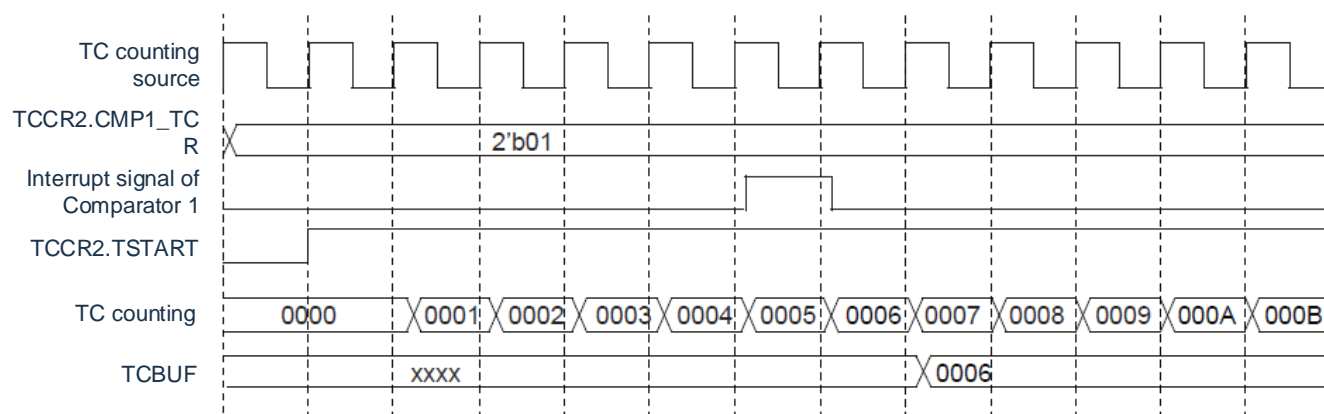 TC counting
source
TCCR2.CMP1_TC
R
2'b01
Interrupt signal of
Comparator 1
TCCR2.TSTART
TC counting
0000 0001 0002 0003 0004 0005 0006 0007 0008 0009 000A 000B
TCBUF
xxxx 0006